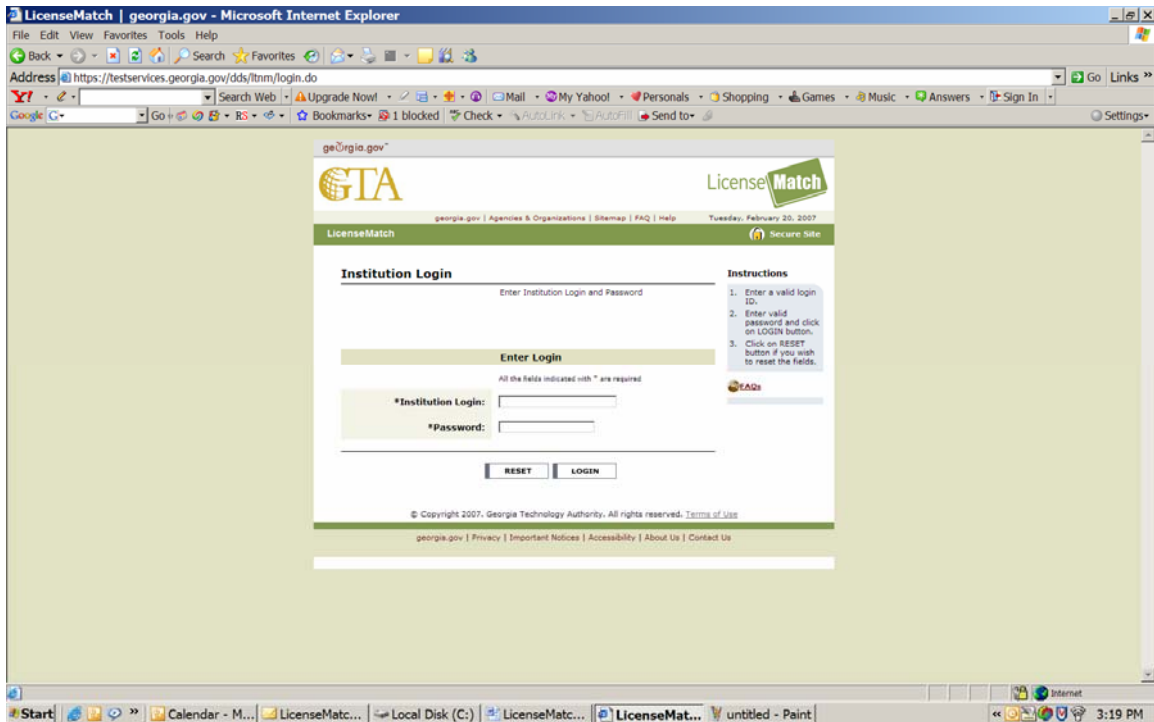 LicenseMatch | georgia.gov - Microsoft Internet Explorer
File Edit View Favorites Tools Help
Back Search Favorites
Address https://testservices.georgia.gov/dds/ltnm/login.do Go Links »
Y! Search Web Upgrade Now! Mail My Yahoo! Personals Shopping Games Music Answers Sign In
Google G Go RS Bookmarks 1 blocked Check AutoLink AutoFill Send to Settings
georgia.gov™
GTA
License Match
georgia.gov | Agencies & Organizations | Sitemap | FAQ | Help Tuesday, February 20, 2007
LicenseMatch Secure Site
Institution Login
Enter Institution Login and Password
Enter Login
All the fields indicated with * are required
*Institution Login:
*Password:
RESET LOGIN
Instructions
1. Enter a valid login
ID.
2. Enter valid
password and click
on LOGIN button.
3. Click on RESET
button if you wish
to reset the fields.
FAQs
© Copyright 2007. Georgia Technology Authority. All rights reserved. Terms of Use
georgia.gov | Privacy | Important Notices | Accessibility | About Us | Contact Us
Internet
Start » Calendar - M... LicenseMatc... Local Disk (C:) LicenseMatc... LicenseMat... untitled - Paint « 3:19 PM